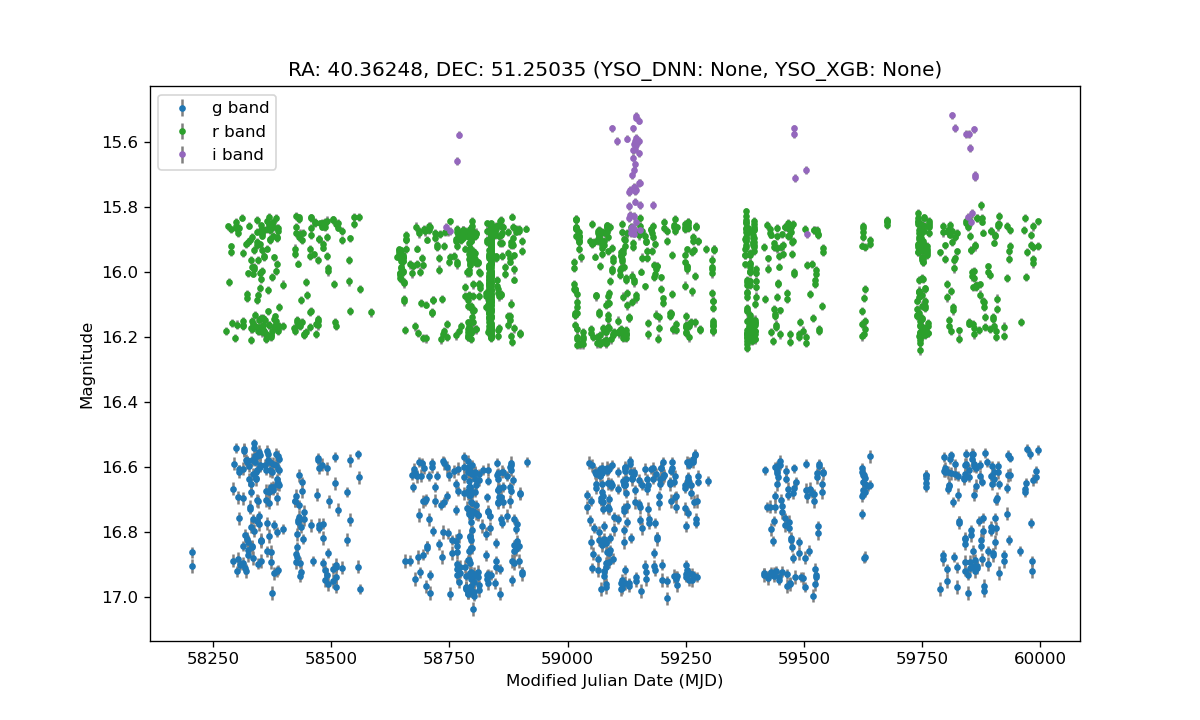 RA: 40.36248, DEC: 51.25035 (YSO_DNN: None, YSO_XGB: None)
g band
r band
i band
15.6
15.8
16.0
16.2
16.4
16.6
16.8
17.0
Magnitude
58250 58500 58750 59000 59250 59500 59750 60000
Modified Julian Date (MJD)